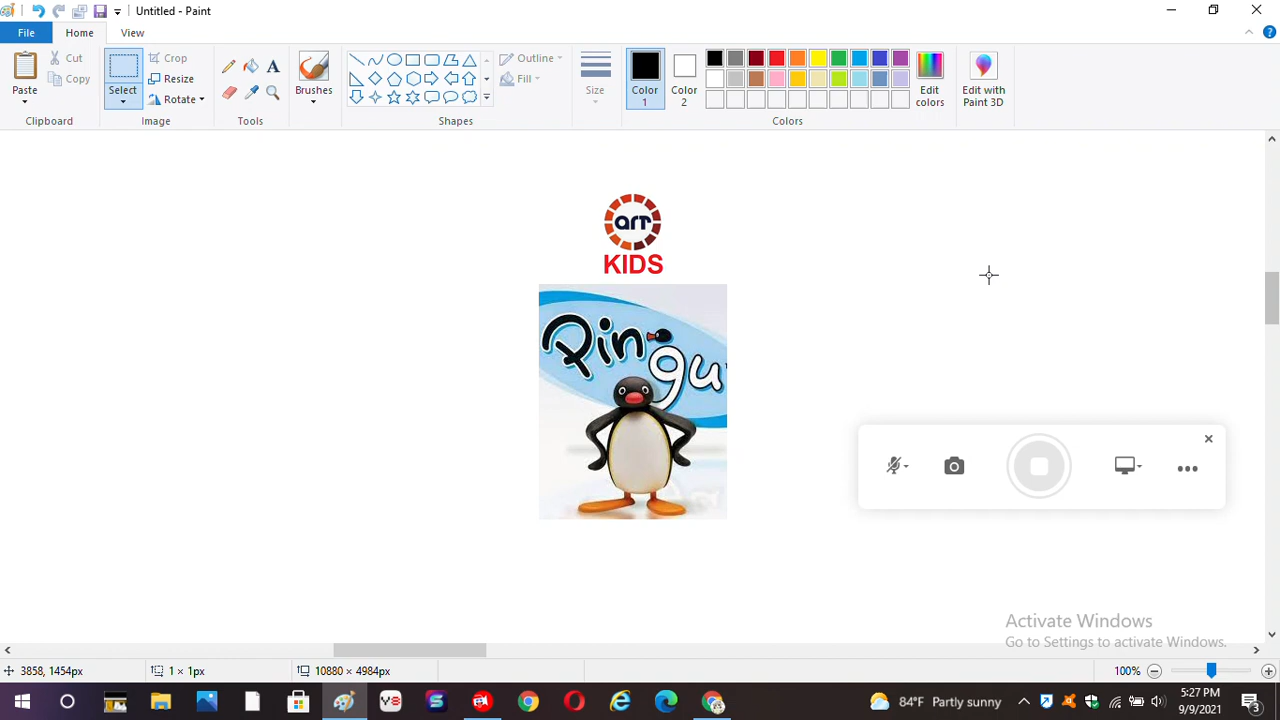 Untitled - Paint
File Home View
Paste
Cut
Copy
Clipboard
Select
Crop
Resize
Rotate
Image
Tools
Brushes
Shapes
Outline
Fill
Size
Color 1
Color 2
Colors
Edit colors
Edit with Paint 3D
art
KIDS
Pingu
Activate Windows
Go to Settings to activate Windows.
3858, 1454px
1 × 1px
10880 × 4984px
100%
84°F Partly sunny
5:27 PM
9/9/2021
3